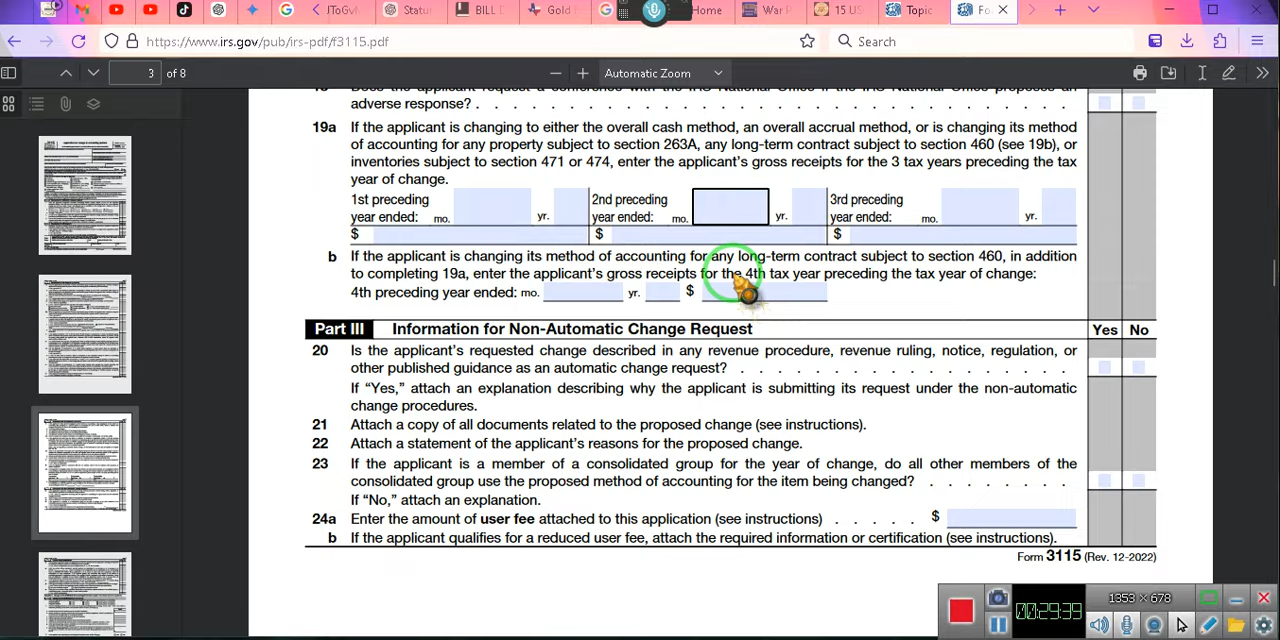 IToGvM
Statu
BILL D
Gold F
Home
War P
15 US
Topic
Fo
https://www.irs.gov/pub/irs-pdf/f3115.pdf
Search
3 of 8
Automatic Zoom
adverse response?
19a If the applicant is changing to either the overall cash method, an overall accrual method, or is changing its method
of accounting for any property subject to section 263A, any long-term contract subject to section 460 (see 19b), or
inventories subject to section 471 or 474, enter the applicant's gross receipts for the 3 tax years preceding the tax
year of change.
1st preceding 2nd preceding 3rd preceding
year ended: mo. yr. year ended: mo. yr. year ended: mo. yr.
$ $ $
b If the applicant is changing its method of accounting for any long-term contract subject to section 460, in addition
to completing 19a, enter the applicant's gross receipts for the 4th tax year preceding the tax year of change:
4th preceding year ended: mo. yr. $
Part III Information for Non-Automatic Change Request Yes No
20 Is the applicant's requested change described in any revenue procedure, revenue ruling, notice, regulation, or
other published guidance as an automatic change request? . . . . . . . . . . . . . .
If "Yes," attach an explanation describing why the applicant is submitting its request under the non-automatic
change procedures.
21 Attach a copy of all documents related to the proposed change (see instructions).
22 Attach a statement of the applicant's reasons for the proposed change.
23 If the applicant is a member of a consolidated group for the year of change, do all other members of the
consolidated group use the proposed method of accounting for the item being changed? . . . . . . .
If "No," attach an explanation.
24a Enter the amount of user fee attached to this application (see instructions) . . . . . $
b If the applicant qualifies for a reduced user fee, attach the required information or certification (see instructions).
Form 3115 (Rev. 12-2022)
1353 x 678
00:29:39